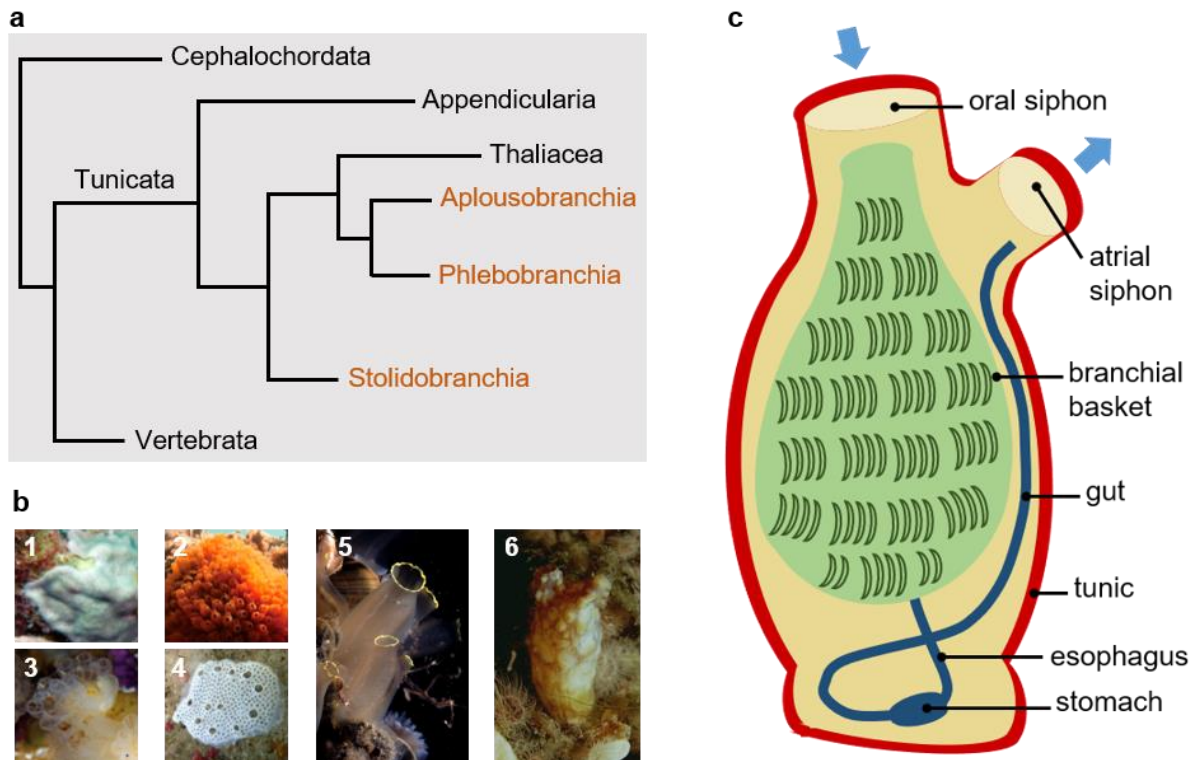 a
Cephalochordata
Appendicularia
Thaliacea
Tunicata
Aplousobranchia
Phlebobranchia
Stolidobranchia
Vertebrata
b
1
2
3
4
5
6
c
oral siphon
atrial
siphon
branchial
basket
gut
tunic
esophagus
stomach